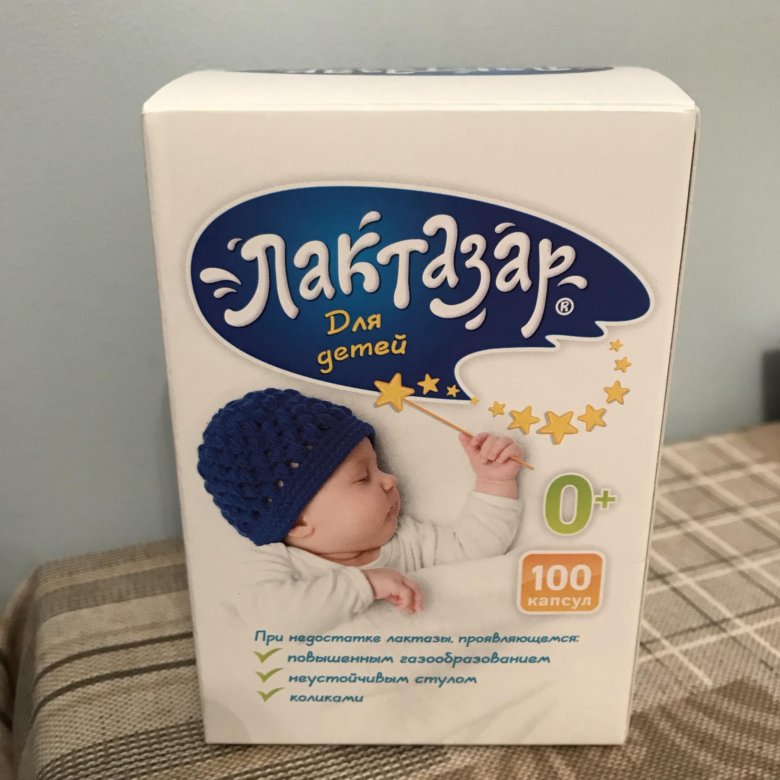 Лактазар®
Для
детей
0+
100
капсул
При недостатке лактазы, проявляющемся:
повышенным газообразованием
неустойчивым стулом
коликами